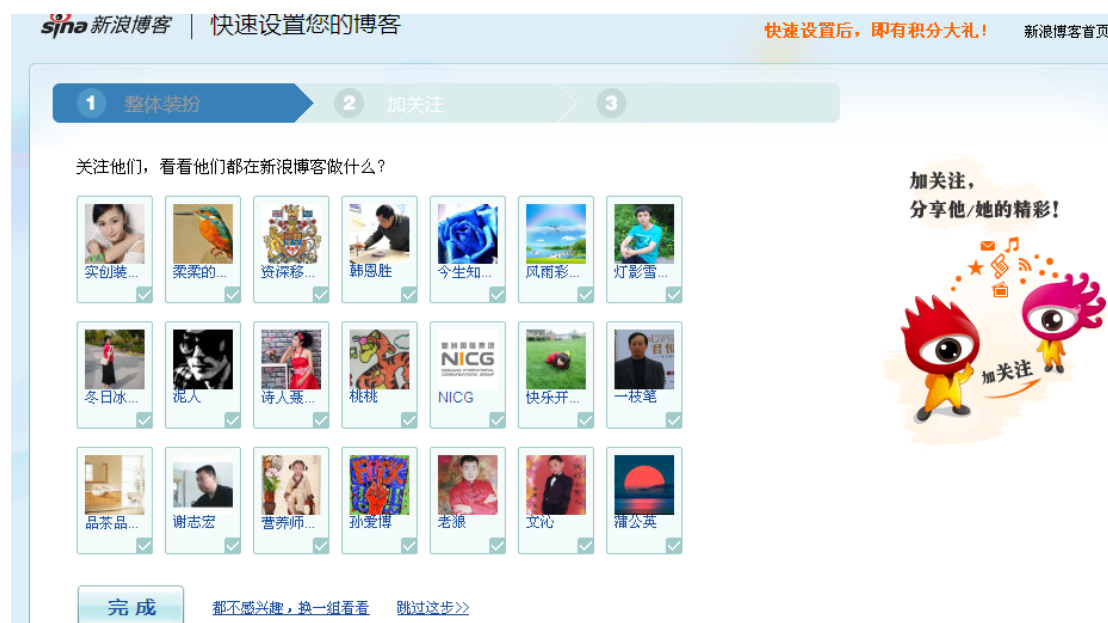 sina 新浪博客 快速设置您的博客
快速设置后，即有积分大礼！
新浪博客首页
1 整体装扮 2 加关注 3
关注他们，看看他们都在新浪博客做什么？
加关注，
分享他/她的精彩！
实创装... 柔柔的... 资深移... 韩恩胜 今生知... 风雨彩... 灯影雪...
加关注
NICG
冬日冰... 泥人 诗人聂... 桃桃 NICG 快乐开... 一枝笔
品茶品... 谢志宏 营养师... 孙爱博 老狼 文沁 蒲公英
完成 都不感兴趣，换一组看看 跳过这步>>